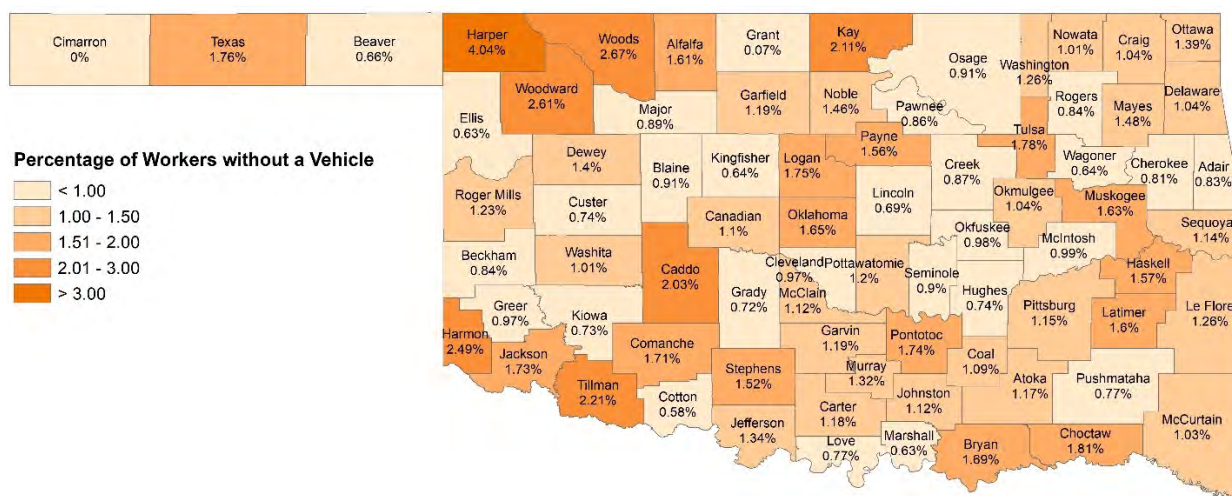 Cimarron
0%
Texas
1.76%
Beaver
0.66%
Harper
4.04%
Woods
2.67%
Alfalfa
1.61%
Grant
0.07%
Kay
2.11%
Osage
0.91%
Washington
1.26%
Nowata
1.01%
Craig
1.04%
Ottawa
1.39%
Ellis
0.63%
Woodward
2.61%
Major
0.89%
Garfield
1.19%
Noble
1.46%
Pawnee
0.86%
Rogers
0.84%
Mayes
1.48%
Delaware
1.04%
Percentage of Workers without a Vehicle
< 1.00
1.00 - 1.50
1.51 - 2.00
2.01 - 3.00
> 3.00
Dewey
1.4%
Blaine
0.91%
Kingfisher
0.64%
Logan
1.75%
Payne
1.56%
Creek
0.87%
Tulsa
1.78%
Wagoner
0.64%
Cherokee
0.81%
Adair
0.83%
Roger Mills
1.23%
Custer
0.74%
Canadian
1.1%
Oklahoma
1.65%
Lincoln
0.69%
Okmulgee
1.04%
Muskogee
1.63%
Sequoya
1.14%
Beckham
0.84%
Washita
1.01%
Caddo
2.03%
Grady
0.72%
Cleveland
0.97%
McClain
1.12%
Pottawatomie
1.2%
Seminole
0.9%
Okfuskee
0.98%
McIntosh
0.99%
Hughes
0.74%
Haskell
1.57%
Pittsburg
1.15%
Latimer
1.6%
Le Flore
1.26%
Greer
0.97%
Kiowa
0.73%
Harmon
2.49%
Jackson
1.73%
Comanche
1.71%
Tillman
2.21%
Cotton
0.58%
Stephens
1.52%
Garvin
1.19%
Murray
1.32%
Pontotoc
1.74%
Coal
1.09%
Johnston
1.12%
Atoka
1.17%
Pushmataha
0.77%
McCurtain
1.03%
Jefferson
1.34%
Carter
1.18%
Love
0.77%
Marshall
0.63%
Bryan
1.69%
Choctaw
1.81%